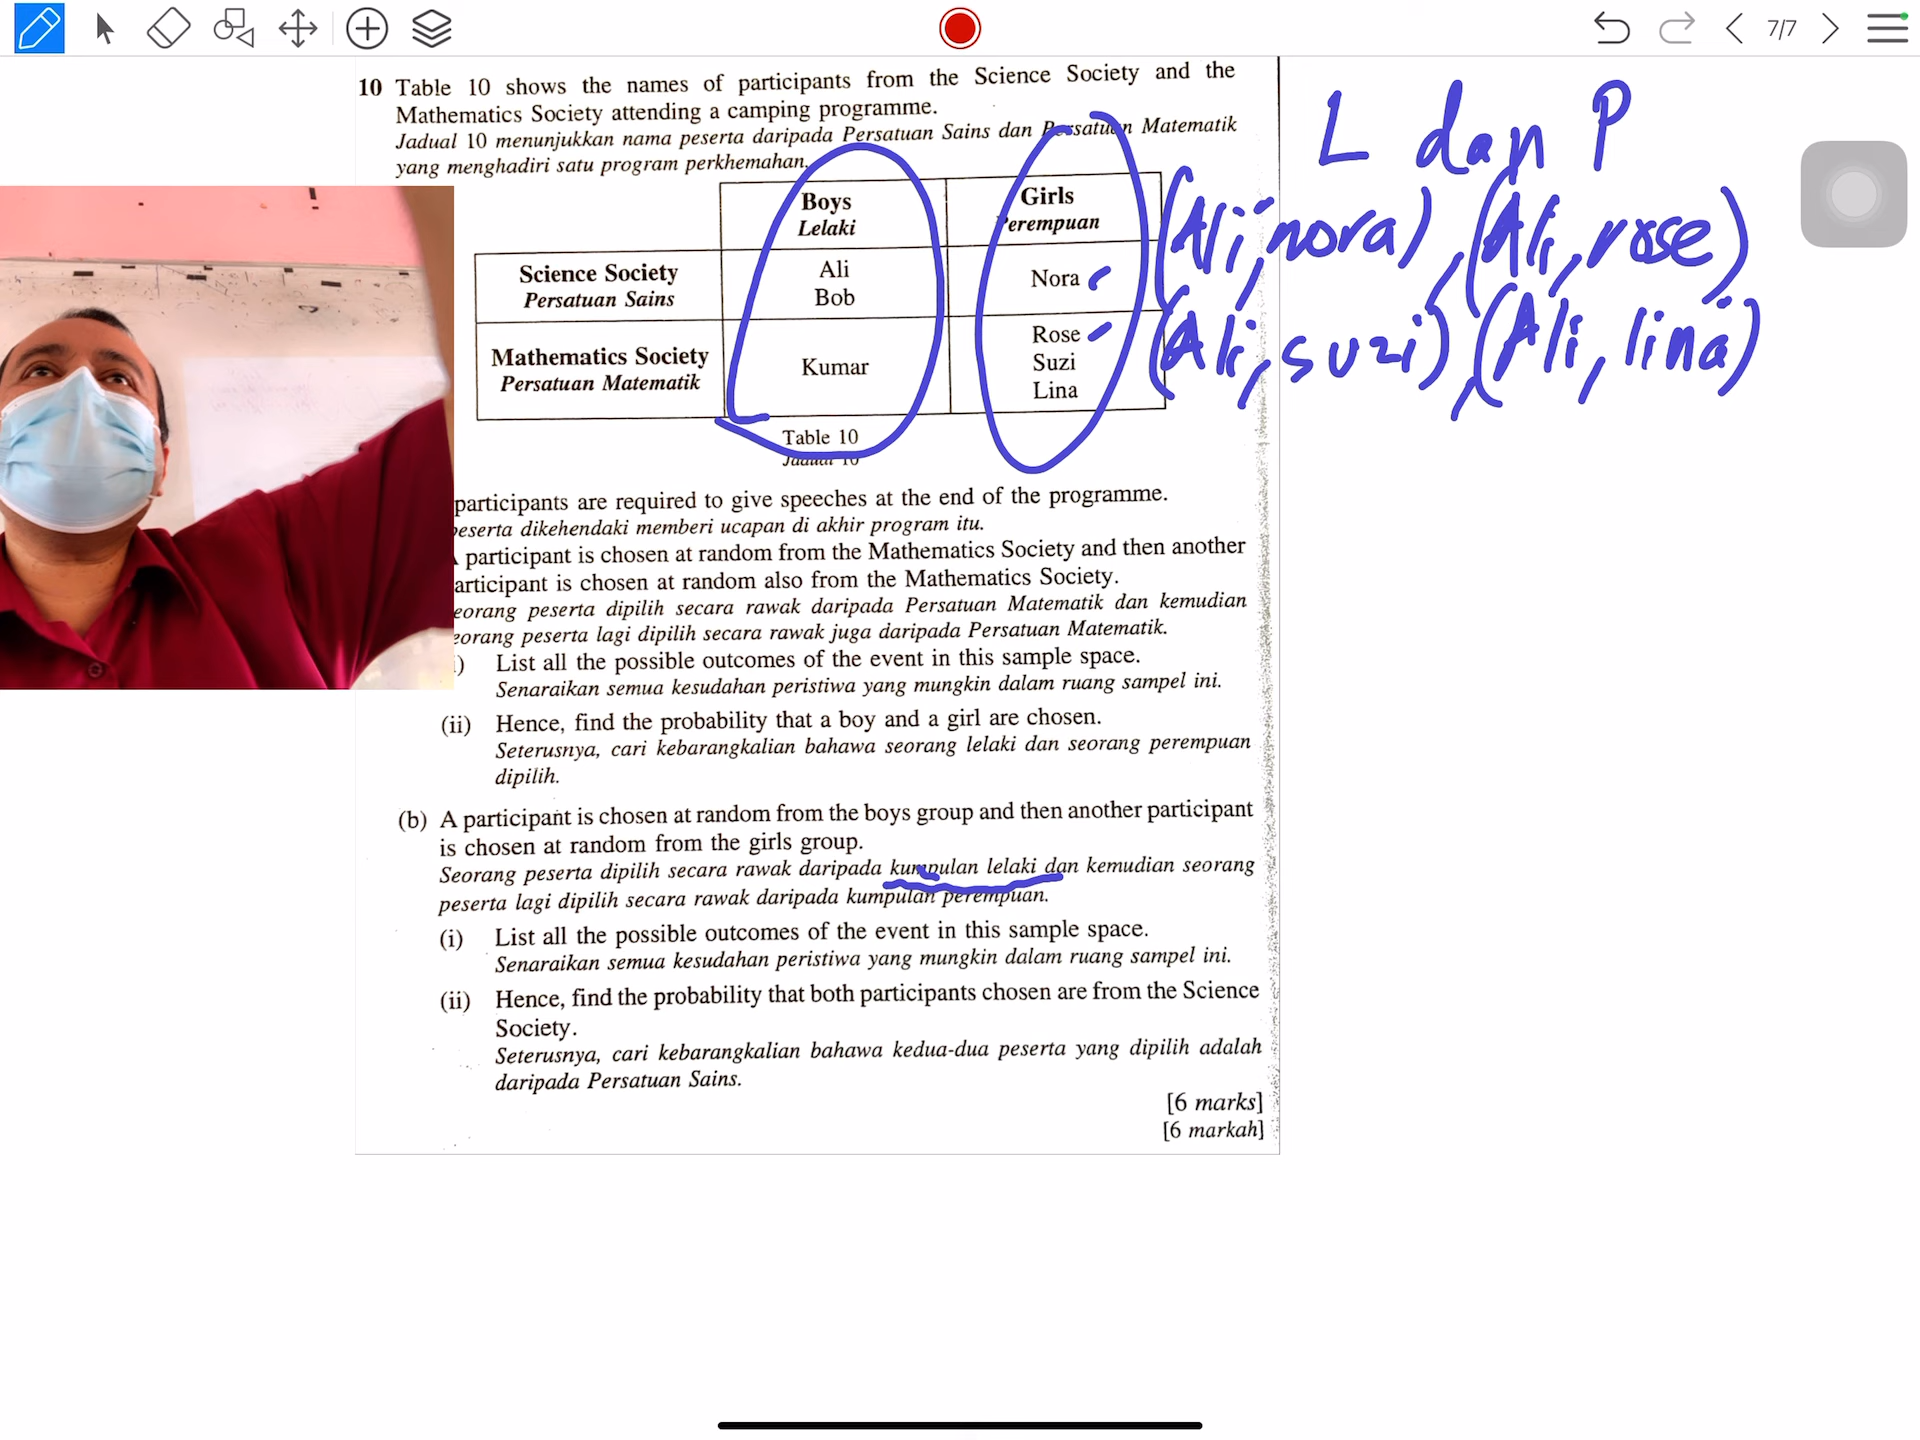 7/7
10 Table 10 shows the names of participants from the Science Society and the
Mathematics Society attending a camping programme.
Jadual 10 menunjukkan nama peserta daripada Persatuan Sains dan Persatuan Matematik
yang menghadiri satu program perkhemahan.
Boys Girls
Lelaki Perempuan
Science Society Ali Nora
Persatuan Sains Bob
Mathematics Society Kumar Rose
Persatuan Matematik Suzi
Lina
Table 10
Jadual 10
participants are required to give speeches at the end of the programme.
peserta dikehendaki memberi ucapan di akhir program itu.
A participant is chosen at random from the Mathematics Society and then another
articipant is chosen at random also from the Mathematics Society.
eorang peserta dipilih secara rawak daripada Persatuan Matematik dan kemudian
eorang peserta lagi dipilih secara rawak juga daripada Persatuan Matematik.
i) List all the possible outcomes of the event in this sample space.
Senaraikan semua kesudahan peristiwa yang mungkin dalam ruang sampel ini.
(ii) Hence, find the probability that a boy and a girl are chosen.
Seterusnya, cari kebarangkalian bahawa seorang lelaki dan seorang perempuan
dipilih.
(b) A participant is chosen at random from the boys group and then another participant
is chosen at random from the girls group.
Seorang peserta dipilih secara rawak daripada kumpulan lelaki dan kemudian seorang
peserta lagi dipilih secara rawak daripada kumpulan perempuan.
(i) List all the possible outcomes of the event in this sample space.
Senaraikan semua kesudahan peristiwa yang mungkin dalam ruang sampel ini.
(ii) Hence, find the probability that both participants chosen are from the Science
Society.
Seterusnya, cari kebarangkalian bahawa kedua-dua peserta yang dipilih adalah
daripada Persatuan Sains.
[6 marks]
[6 markah]
L dan P
(Ali, nora), (Ali, rose)
(Ali, suzi), (Ali, lina)